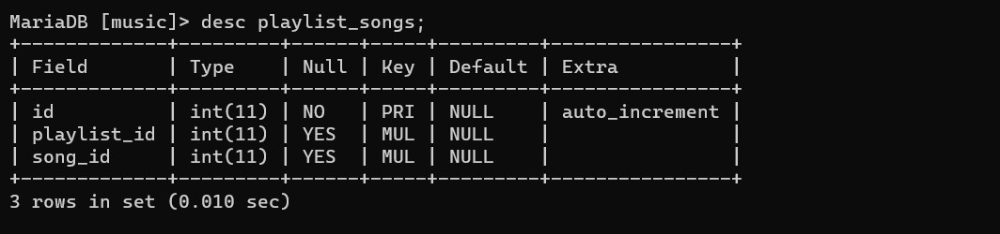 MariaDB [music]> desc playlist_songs;
+-------------+---------+------+-----+---------+----------------+
| Field       | Type    | Null | Key | Default | Extra          |
+-------------+---------+------+-----+---------+----------------+
| id          | int(11) | NO   | PRI | NULL    | auto_increment |
| playlist_id | int(11) | YES  | MUL | NULL    |                |
| song_id     | int(11) | YES  | MUL | NULL    |                |
+-------------+---------+------+-----+---------+----------------+
3 rows in set (0.010 sec)